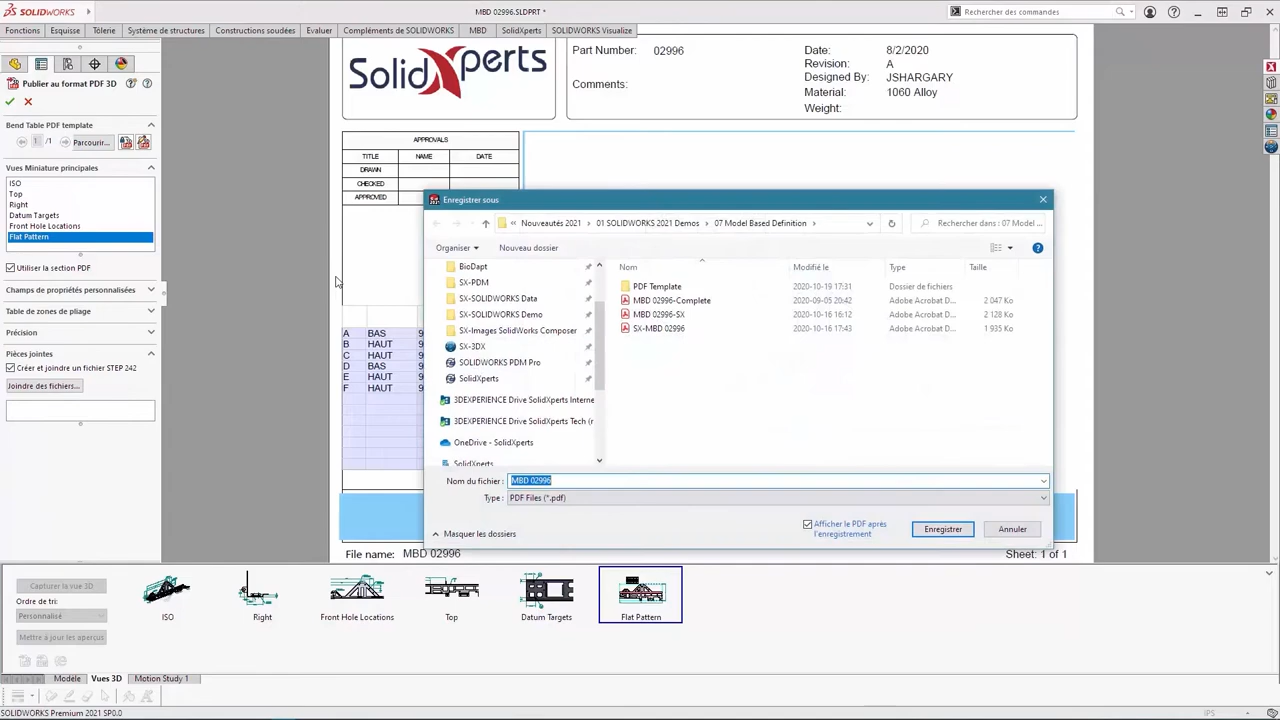 SOLIDWORKS
MBD 02996.SLDPRT *
Rechercher des commandes
Fonctions Esquisse Tôlerie Système de structures Constructions soudées Evaluer Compléments de SOLIDWORKS MBD SolidXperts SOLIDWORKS Visualize
Publier au format PDF 3D
Bend Table PDF template
1 /1 Parcourir...
Vues Miniature principales
ISO
Top
Right
Datum Targets
Front Hole Locations
Flat Pattern
Utiliser la section PDF
Champs de propriétés personnalisées
Table de zones de pliage
Précision
Pièces jointes
Créer et joindre un fichier STEP 242
Joindre des fichiers...
SolidXperts
Part Number: 02996
Comments:
Date: 8/2/2020
Revision: A
Designed By: JSHARGARY
Material: 1060 Alloy
Weight:
APPROVALS
TITLE NAME DATE
DRAWN
CHECKED
APPROVED
A BAS 9
B HAUT 9
C HAUT 9
D BAS 9
E HAUT 9
F HAUT 9
File name: MBD 02996
Sheet: 1 of 1
Enregistrer sous
« Nouveautés 2021 01 SOLIDWORKS 2021 Demos 07 Model Based Definition
Rechercher dans : 07 Model ...
Organiser Nouveau dossier
BioDapt
SX-PDM
SX-SOLIDWORKS Data
SX-SOLIDWORKS Demo
SX-Images SolidWorks Composer
SX-3DX
SOLIDWORKS PDM Pro
SolidXperts
3DEXPERIENCE Drive SolidXperts Interne
3DEXPERIENCE Drive SolidXperts Tech (r
OneDrive - SolidXperts
SolidXperts
Nom Modifié le Type Taille
PDF Template 2020-10-19 17:31 Dossier de fichiers
MBD 02996-Complete 2020-09-05 20:42 Adobe Acrobat D... 2 047 Ko
MBD 02996-SX 2020-10-16 16:12 Adobe Acrobat D... 2 128 Ko
SX-MBD 02996 2020-10-16 17:43 Adobe Acrobat D... 1 935 Ko
Nom du fichier : MBD 02996
Type : PDF Files (*.pdf)
Masquer les dossiers
Afficher le PDF après
l'enregistrement
Enregistrer Annuler
Capturer la vue 3D
Ordre de tri:
Personnalisé
Mettre à jour les aperçus
ISO Right Front Hole Locations Top Datum Targets Flat Pattern
Modèle Vues 3D Motion Study 1
SOLIDWORKS Premium 2021 SP0.0
IPS